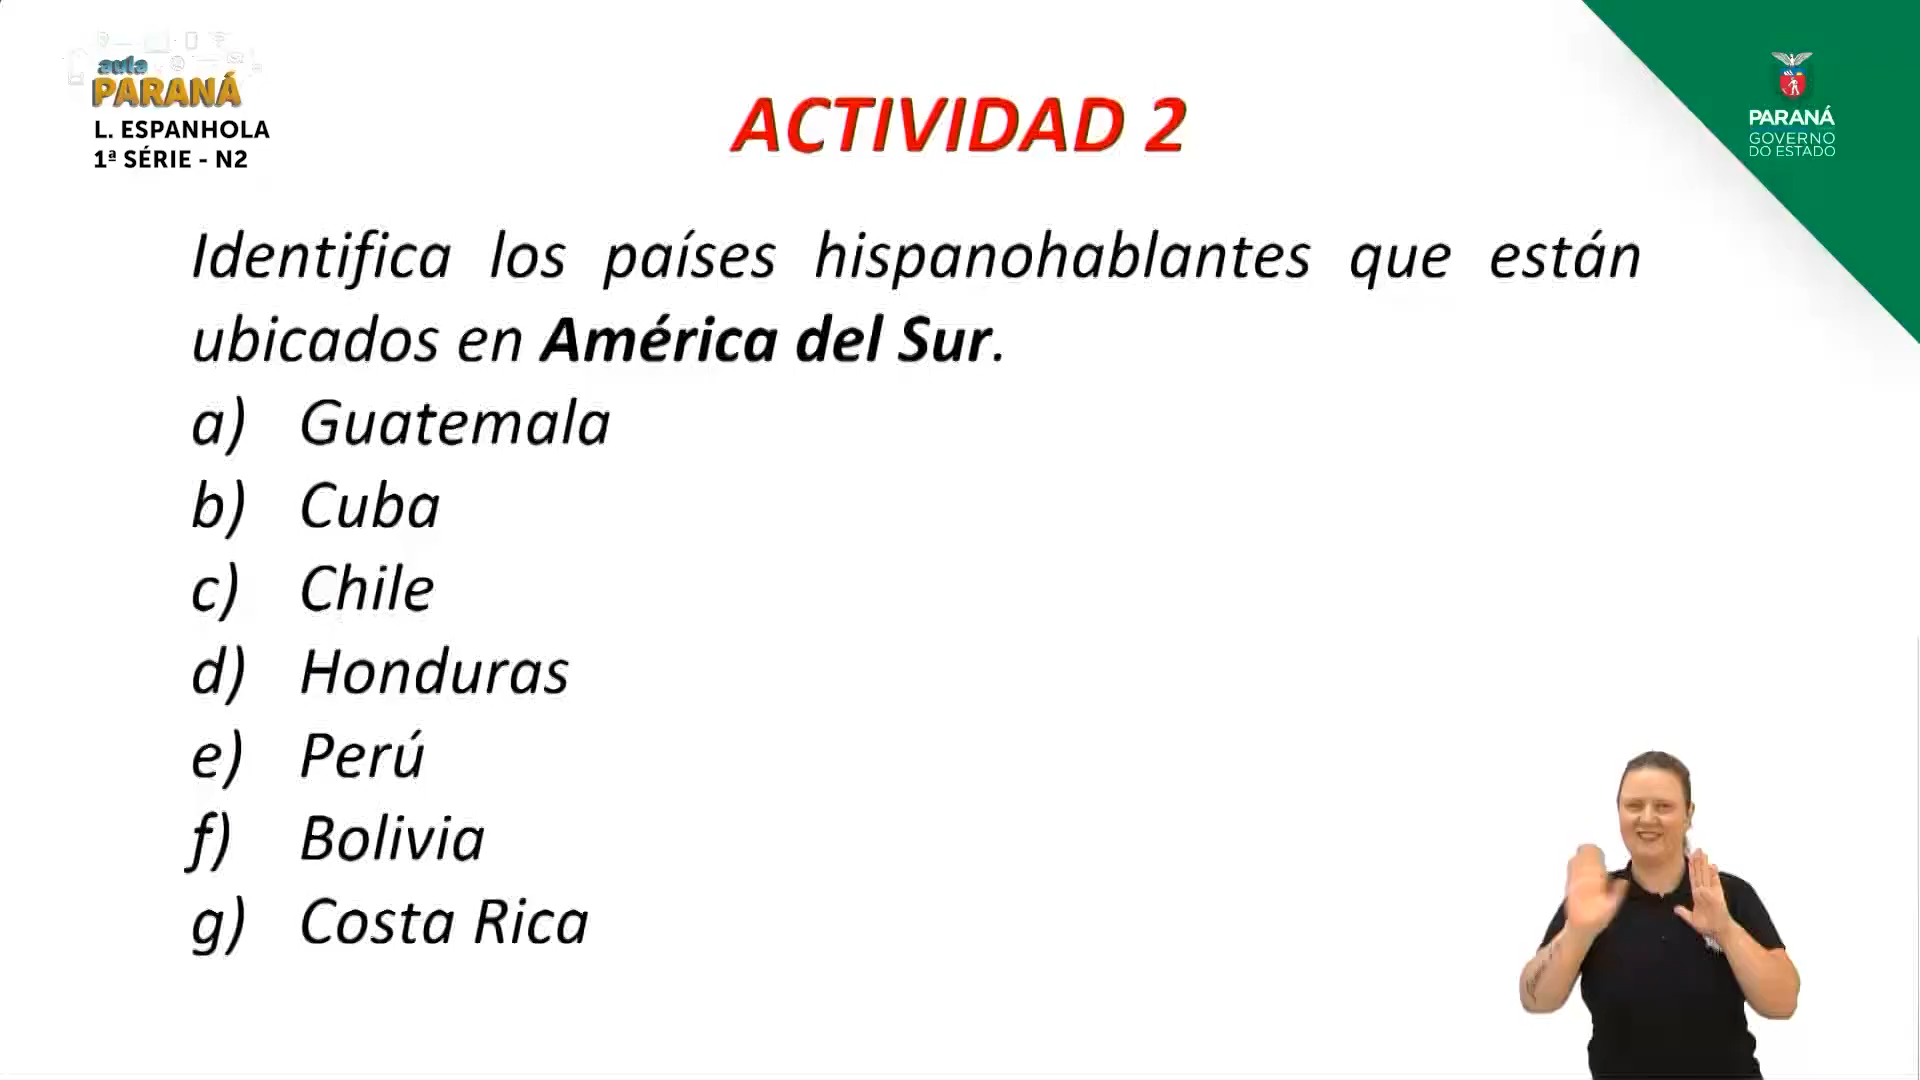 aula
PARANÁ
L. ESPANHOLA
1ª SÉRIE - N2
ACTIVIDAD 2
PARANÁ
GOVERNO
DO ESTADO
Identifica los países hispanohablantes que están
ubicados en América del Sur.
a) Guatemala
b) Cuba
c) Chile
d) Honduras
e) Perú
f) Bolivia
g) Costa Rica